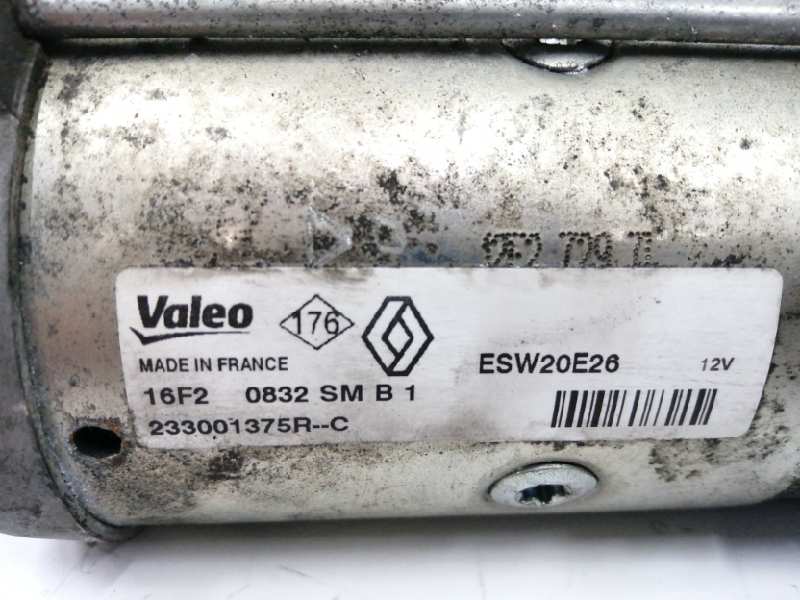 Valeo 176
MADE IN FRANCE ESW20E26 12V
16F2 0832 SM B 1
233001375R--C